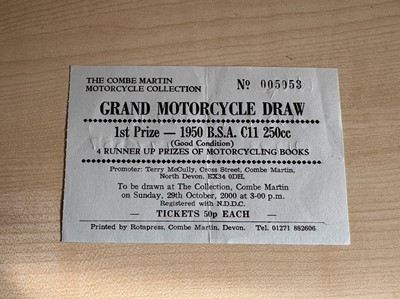 THE COMBE MARTIN
MOTORCYCLE COLLECTION
No 005953
GRAND MOTORCYCLE DRAW
1st Prize — 1950 B.S.A. C11 250cc
(Good Condition)
4 RUNNER UP PRIZES OF MOTORCYCLING BOOKS
Promoter: Terry McCully, Cross Street, Combe Martin,
North Devon. EX34 0DH.
To be drawn at The Collection, Combe Martin
on Sunday, 29th October, 2000 at 3-00 p.m.
Registered with N.D.D.C.
— TICKETS 50p EACH —
Printed by Rotapress, Combe Martin, Devon. Tel. 01271 882606.